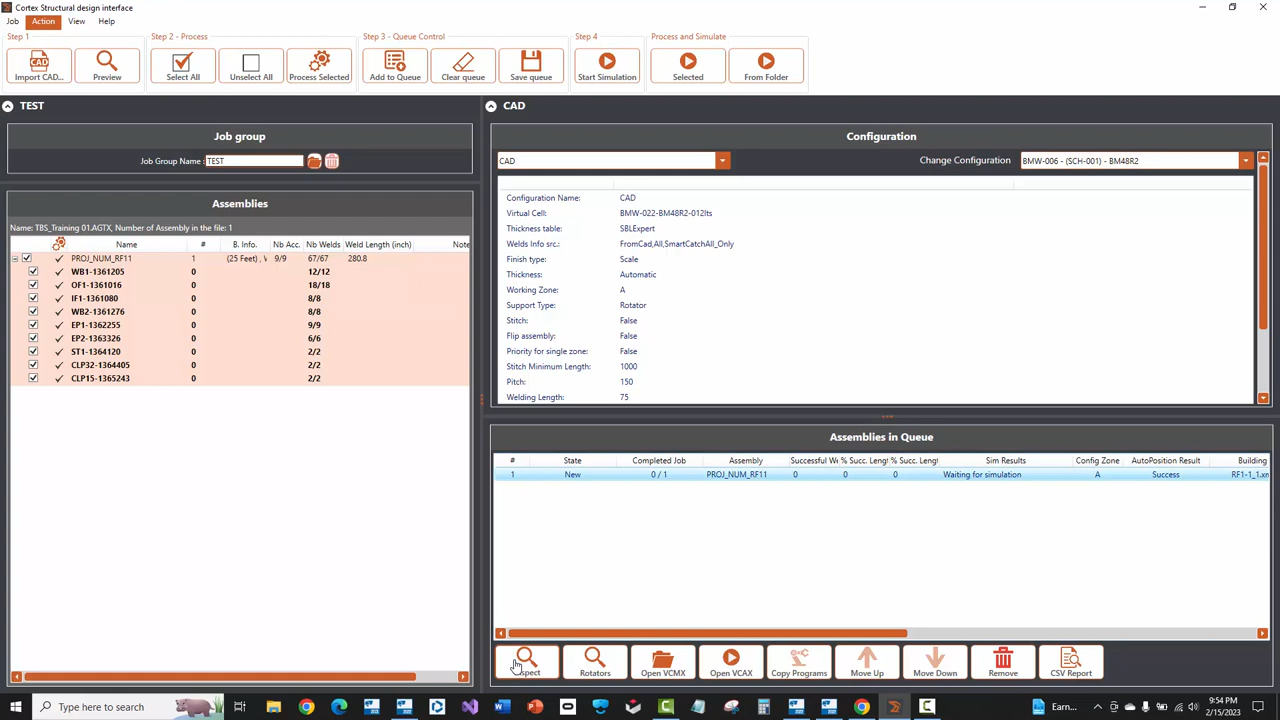 Cortex Structural design interface
Job Action View Help
Step 1 Step 2 - Process Step 3 - Queue Control Step 4 Process and Simulate
CAD
Import CAD... Preview Select All Unselect All Process Selected Add to Queue Clear queue Save queue Start Simulation Selected From Folder
TEST
Job group
Job Group Name : TEST
Assemblies
Name: TBS_Training 01.AGTX, Number of Assembly in the file: 1
Name # B. Info. Nb Acc. Nb Welds Weld Length (inch) Note
PROJ_NUM_RF11 1 (25 Feet) , 9/9 67/67 280.8
WB1-1361205 0 12/12
OF1-1361016 0 18/18
IF1-1361080 0 8/8
WB2-1361276 0 8/8
EP1-1362255 0 9/9
EP2-1363326 0 6/6
ST1-1364120 0 2/2
CLP32-1364405 0 2/2
CLP15-1365243 0 2/2
CAD
Configuration
CAD Change Configuration BMW-006 - (SCH-001) - BM48R2
Configuration Name: CAD
Virtual Cell: BMW-022-BM48R2-012Its
Thickness table: SBLExpert
Welds Info src.: FromCad,All,SmartCatchAll_Only
Finish type: Scale
Thickness: Automatic
Working Zone: A
Support Type: Rotator
Stitch: False
Flip assembly: False
Priority for single zone: False
Stitch Minimum Length: 1000
Pitch: 150
Welding Length: 75
Assemblies in Queue
# State Completed Job Assembly Successful W % Succ. Leng % Succ. Lengt Sim Results Config Zone AutoPosition Result Building
1 New 0 / 1 PROJ_NUM_RF11 0 0 0 Waiting for simulation A Success RF1-1_1.xn
spect Rotators Open VCMX Open VCAX Copy Programs Move Up Move Down Remove CSV Report
Type here to search
Earn...
9:54 PM
2/15/2023